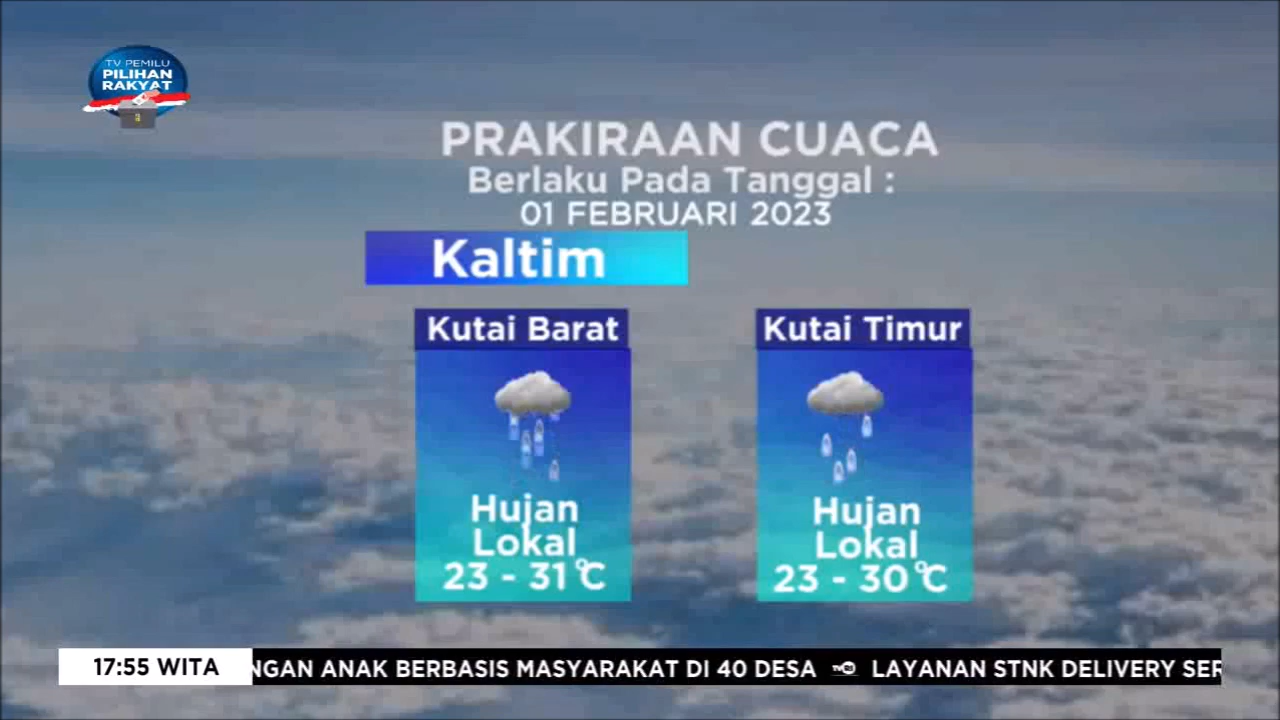 TV PEMILU
PILIHAN
RAKYAT
PRAKIRAAN CUACA
Berlaku Pada Tanggal :
01 FEBRUARI 2023
Kaltim
Kutai Barat
Hujan
Lokal
23 - 31°C
Kutai Timur
Hujan
Lokal
23 - 30°C
17:55 WITA
NGAN ANAK BERBASIS MASYARAKAT DI 40 DESA LAYANAN STNK DELIVERY SER